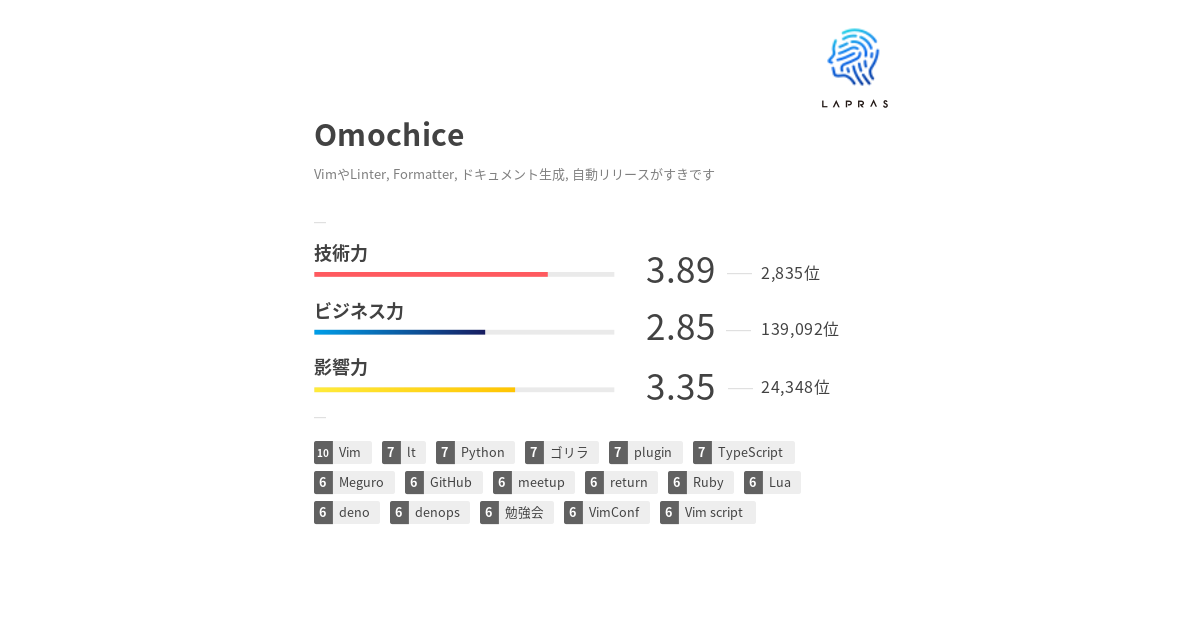 LAPRAS
Omochice
VimやLinter, Formatter, ドキュメント生成, 自動リリースがすきです
技術力
3.89 2,835位
ビジネス力
2.85 139,092位
影響力
3.35 24,348位
10 Vim 7 lt 7 Python 7 ゴリラ 7 plugin 7 TypeScript
6 Meguro 6 GitHub 6 meetup 6 return 6 Ruby 6 Lua
6 deno 6 denops 6 勉強会 6 VimConf 6 Vim script